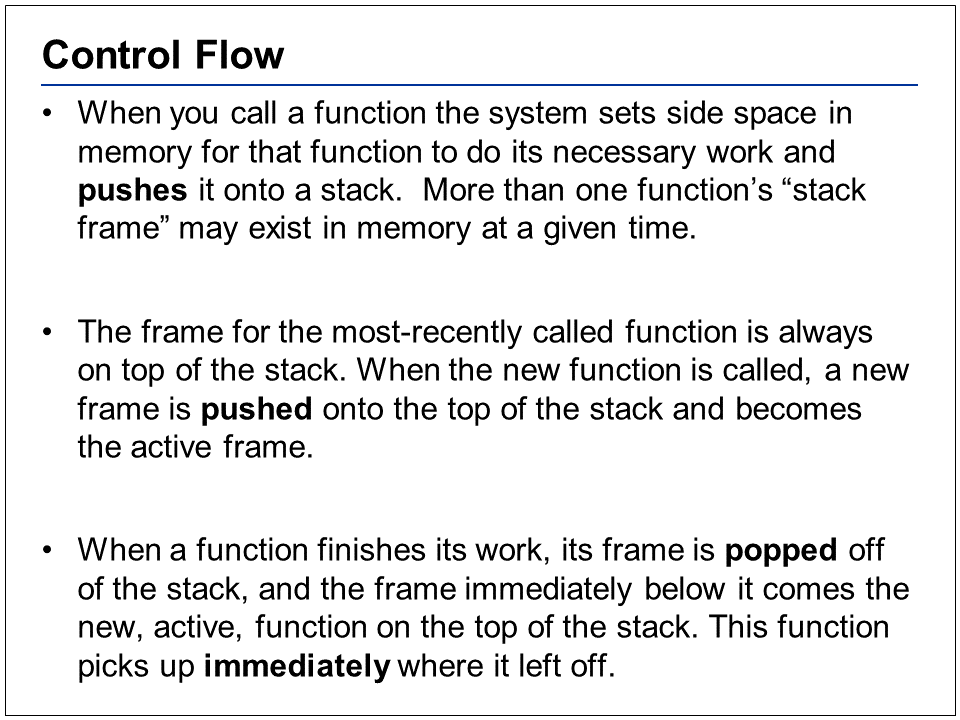 Control Flow
• When you call a function the system sets side space in
memory for that function to do its necessary work and
pushes it onto a stack.  More than one function’s “stack
frame” may exist in memory at a given time.
• The frame for the most-recently called function is always
on top of the stack. When the new function is called, a new
frame is pushed onto the top of the stack and becomes
the active frame.
• When a function finishes its work, its frame is popped off
of the stack, and the frame immediately below it comes the
new, active, function on the top of the stack. This function
picks up immediately where it left off.